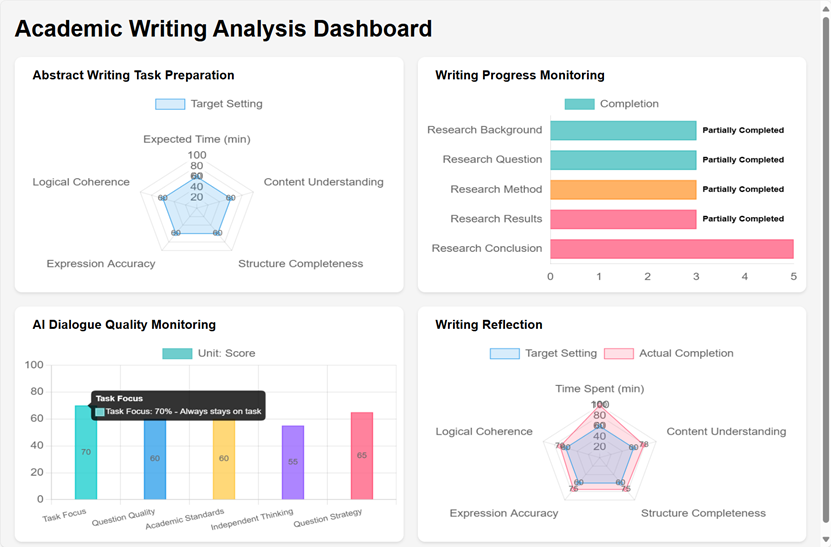 Academic Writing Analysis Dashboard
Abstract Writing Task Preparation
Target Setting
Expected Time (min)
100
80
60
40
20
Logical Coherence
Content Understanding
60
60
60
60
Expression Accuracy
Structure Completeness
Writing Progress Monitoring
Completion
Research Background Partially Completed
Research Question Partially Completed
Research Method Partially Completed
Research Results Partially Completed
Research Conclusion
0 1 2 3 4 5
AI Dialogue Quality Monitoring
Unit: Score
100
80
60
40
20
0
Task Focus
Task Focus: 70% - Always stays on task
70
60
60
55
65
Task Focus
Question Quality
Academic Standards
Independent Thinking
Question Strategy
Writing Reflection
Target Setting Actual Completion
Time Spent (min)
100
80
60
40
20
Logical Coherence
Content Understanding
60
78
60
60
75
75
Expression Accuracy
Structure Completeness